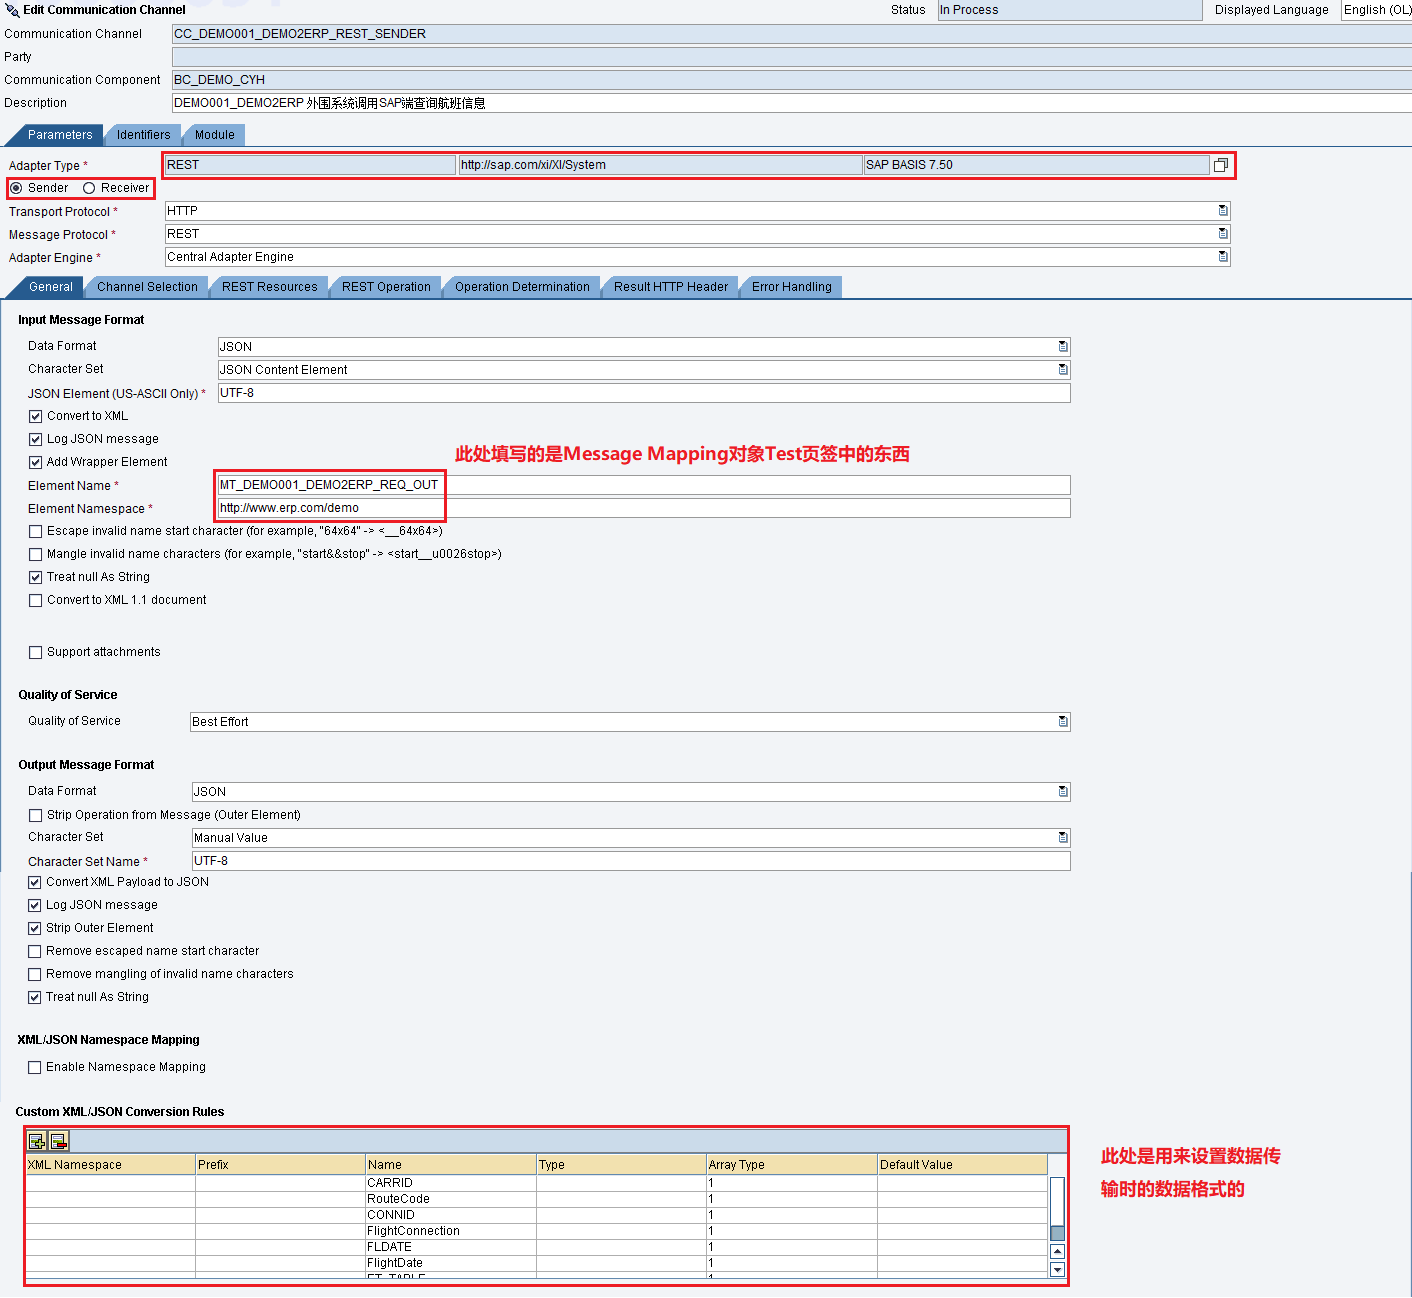 Edit Communication Channel Status In Process Displayed Language English (OL)
Communication Channel CC_DEMO001_DEMO2ERP_REST_SENDER
Party
Communication Component BC_DEMO_CYH
Description DEMO001_DEMO2ERP 外围系统调用SAP端查询航班信息
Parameters Identifiers Module
Adapter Type * REST http://sap.com/xi/XI/System SAP BASIS 7.50
Sender Receiver
Transport Protocol * HTTP
Message Protocol * REST
Adapter Engine * Central Adapter Engine
General Channel Selection REST Resources REST Operation Operation Determination Result HTTP Header Error Handling
Input Message Format
Data Format JSON
Character Set JSON Content Element
JSON Element (US-ASCII Only) * UTF-8
Convert to XML
Log JSON message
此处填写的是Message Mapping对象Test页签中的东西
Add Wrapper Element
Element Name * MT_DEMO001_DEMO2ERP_REQ_OUT
Element Namespace * http://www.erp.com/demo
Escape invalid name start character (for example, "64x64" -> <__64x64>)
Mangle invalid name characters (for example, "start&&stop" -> <start__u0026stop>)
Treat null As String
Convert to XML 1.1 document
Support attachments
Quality of Service
Quality of Service Best Effort
Output Message Format
Data Format JSON
Strip Operation from Message (Outer Element)
Character Set Manual Value
Character Set Name * UTF-8
Convert XML Payload to JSON
Log JSON message
Strip Outer Element
Remove escaped name start character
Remove mangling of invalid name characters
Treat null As String
XML/JSON Namespace Mapping
Enable Namespace Mapping
Custom XML/JSON Conversion Rules
XML Namespace Prefix Name Type Array Type Default Value
CARRID 1
RouteCode 1
CONNID 1
FlightConnection 1
FLDATE 1
FlightDate 1
ET_TABLE 1
此处是用来设置数据传
输时的数据格式的